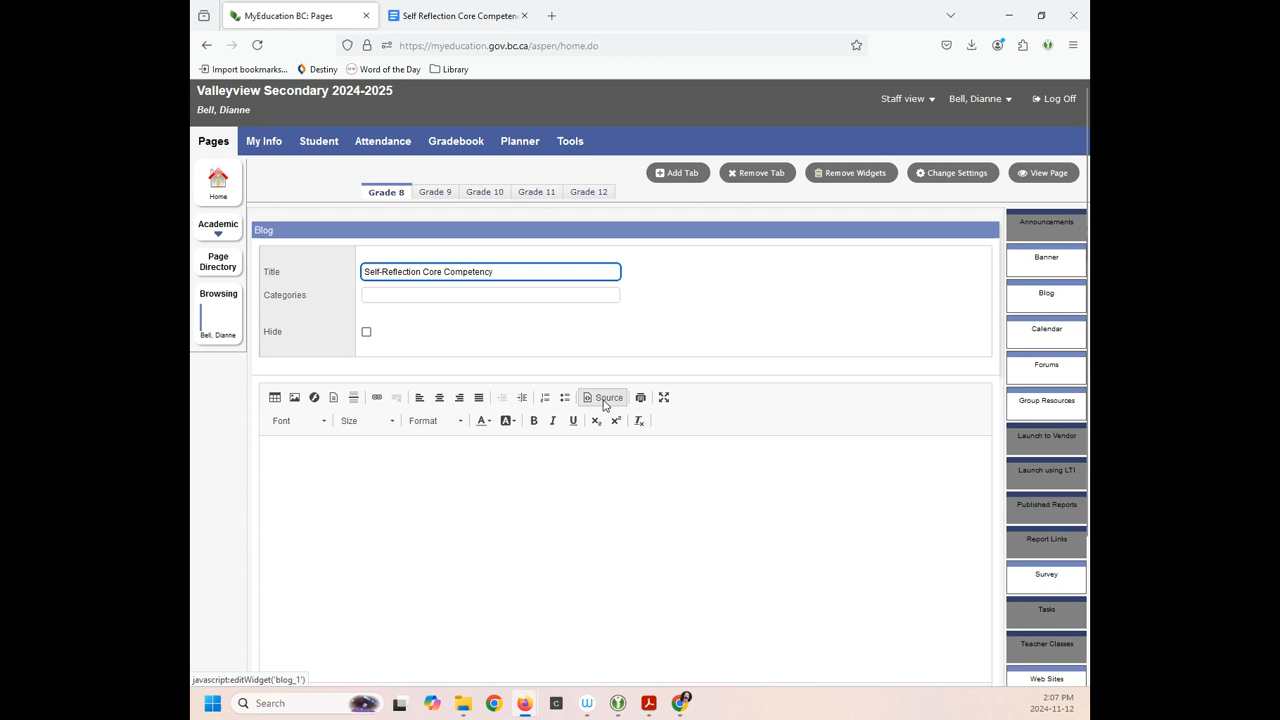 MyEducation BC: Pages
Self Reflection Core Competen
https://myeducation.gov.bc.ca/aspen/home.do
Import bookmarks...
Destiny
Word of the Day
Library
Valleyview Secondary 2024-2025
Bell, Dianne
Staff view
Bell, Dianne
Log Off
Pages
My Info
Student
Attendance
Gradebook
Planner
Tools
Home
Academic
Page Directory
Browsing
Bell, Dianne
Add Tab
Remove Tab
Remove Widgets
Change Settings
View Page
Grade 8
Grade 9
Grade 10
Grade 11
Grade 12
Blog
Title
Self-Reflection Core Competency
Categories
Hide
Source
Font
Size
Format
Announcements
Banner
Blog
Calendar
Forums
Group Resources
Launch to Vendor
Launch using LTI
Published Reports
Report Links
Survey
Tasks
Teacher Classes
Web Sites
javascript:editWidget('blog_1')
Search
2:07 PM
2024-11-12